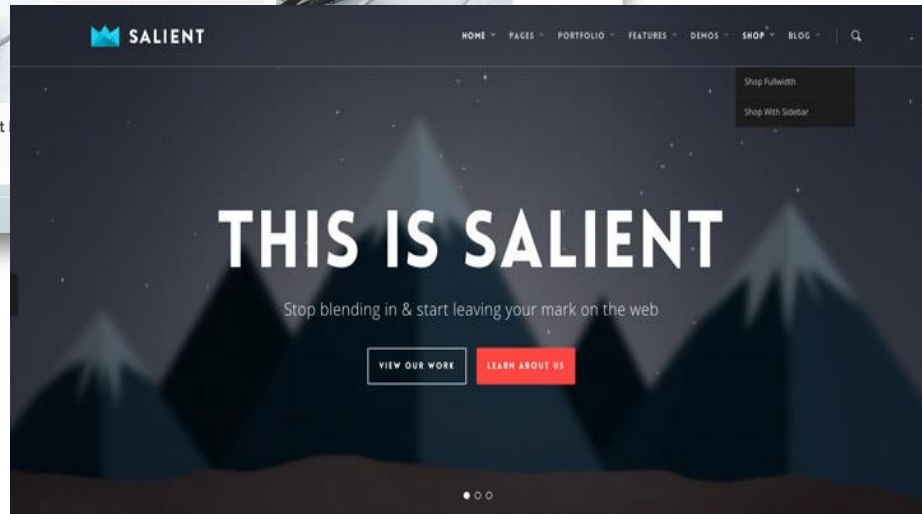 SALIENT
HOME PAGES PORTFOLIO FEATURES DEMOS SHOP BLOG
Shop Fullwidth
Shop With Sidebar
THIS IS SALIENT
Stop blending in & start leaving your mark on the web
VIEW OUR WORK LEARN ABOUT US